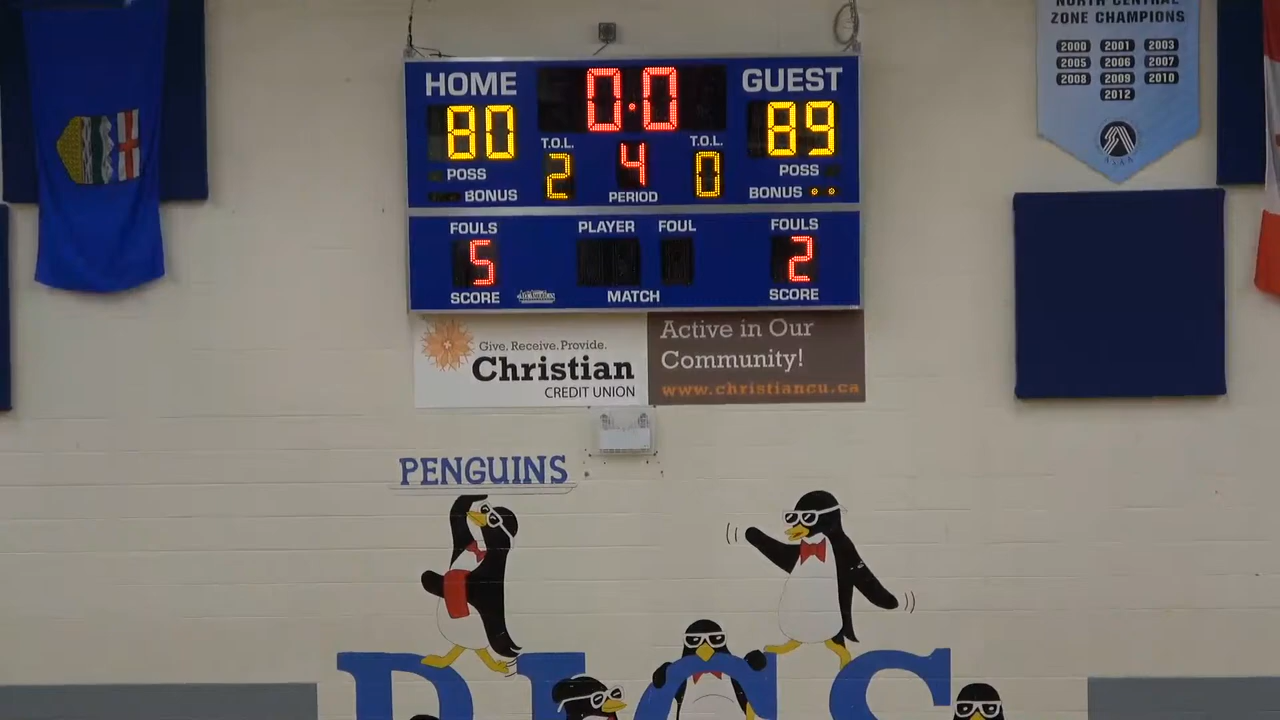 NORTH CENTRAL
ZONE CHAMPIONS
2000 2001 2003
2005 2006 2007
2008 2009 2010
2012
HOME 0.0 GUEST
80 89
T.O.L. T.O.L.
2 4 0
POSS POSS
BONUS PERIOD BONUS
FOULS PLAYER FOUL FOULS
5 2
SCORE MATCH SCORE
Give. Receive. Provide.
Christian
CREDIT UNION
Active in Our
Community!
www.christiancu.ca
PENGUINS